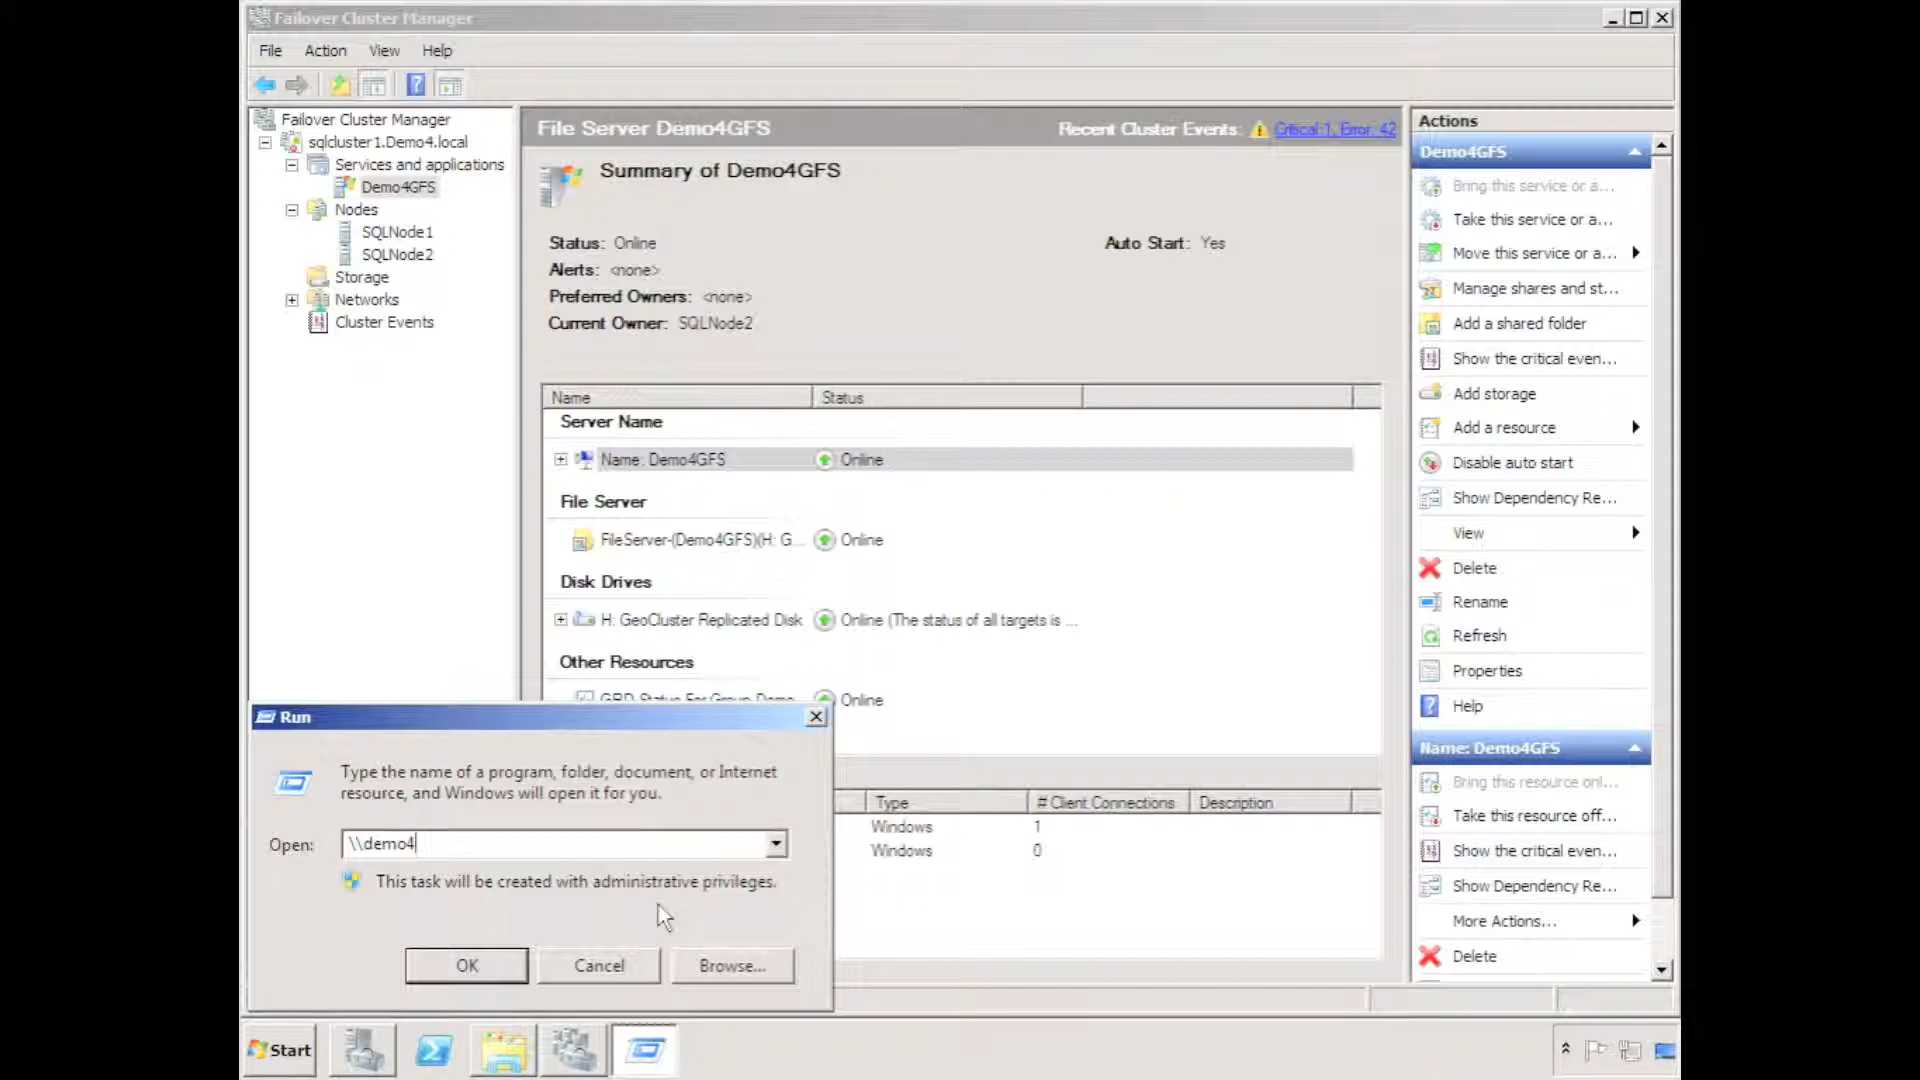 Failover Cluster Manager
File Action View Help
Failover Cluster Manager
sqlcluster1.Demo4.local
Services and applications
Demo4GFS
Nodes
SQLNode1
SQLNode2
Storage
Networks
Cluster Events
File Server Demo4GFS
Recent Cluster Events: Critical: 1, Error: 42
Summary of Demo4GFS
Status: Online
Auto Start: Yes
Alerts: <none>
Preferred Owners: <none>
Current Owner: SQLNode2
Name Status
Server Name
Name: Demo4GFS Online
File Server
FileServer-(Demo4GFS)(H: G... Online
Disk Drives
H: GeoCluster Replicated Disk Online (The status of all targets is ...
Other Resources
GRD Status For Group Demo... Online
Type # Client Connections Description
Windows 1
Windows 0
Actions
Demo4GFS
Bring this service or a...
Take this service or a...
Move this service or a...
Manage shares and st...
Add a shared folder
Show the critical even...
Add storage
Add a resource
Disable auto start
Show Dependency Re...
View
Delete
Rename
Refresh
Properties
Help
Name: Demo4GFS
Bring this resource onl...
Take this resource off...
Show the critical even...
Show Dependency Re...
More Actions...
Delete
Run
Type the name of a program, folder, document, or Internet
resource, and Windows will open it for you.
Open: \\demo4
This task will be created with administrative privileges.
OK Cancel Browse...
Start